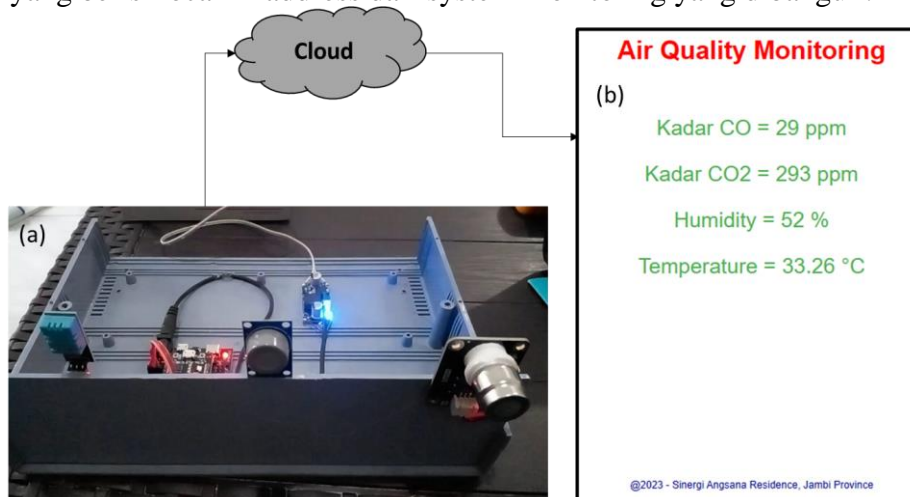 Cloud
Air Quality Monitoring
(b)
Kadar CO = 29 ppm
Kadar CO2 = 293 ppm
Humidity = 52 %
Temperature = 33.26 °C
(a)
@2023 - Sinergi Angsana Residence, Jambi Province